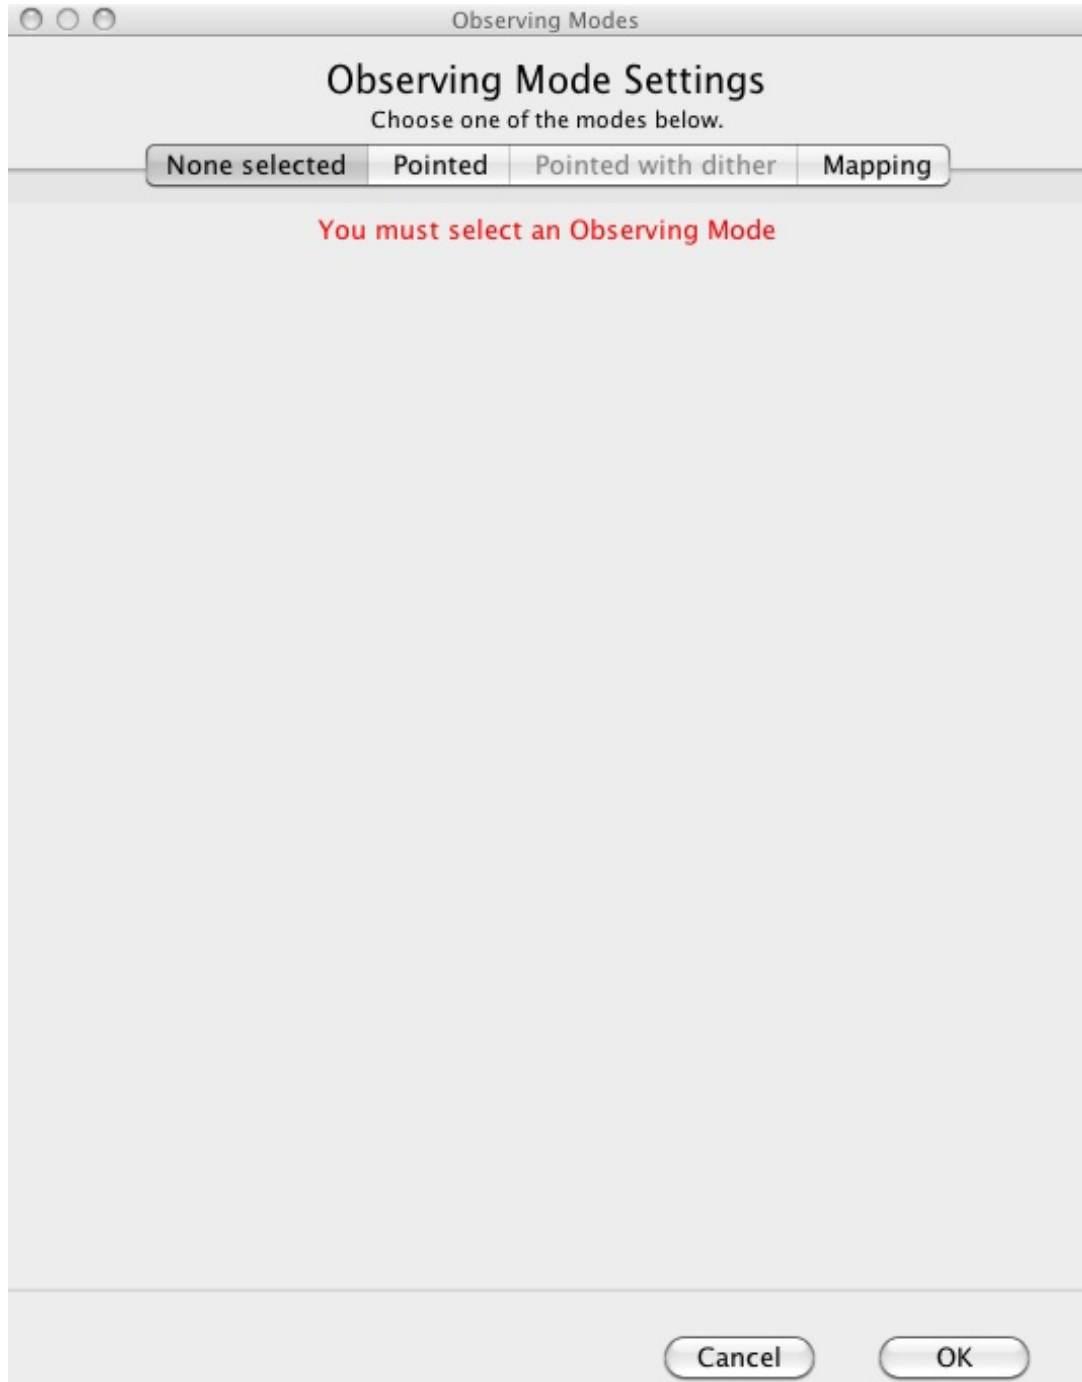 Observing Modes
Observing Mode Settings
Choose one of the modes below.
None selected Pointed Pointed with dither Mapping
You must select an Observing Mode
Cancel OK